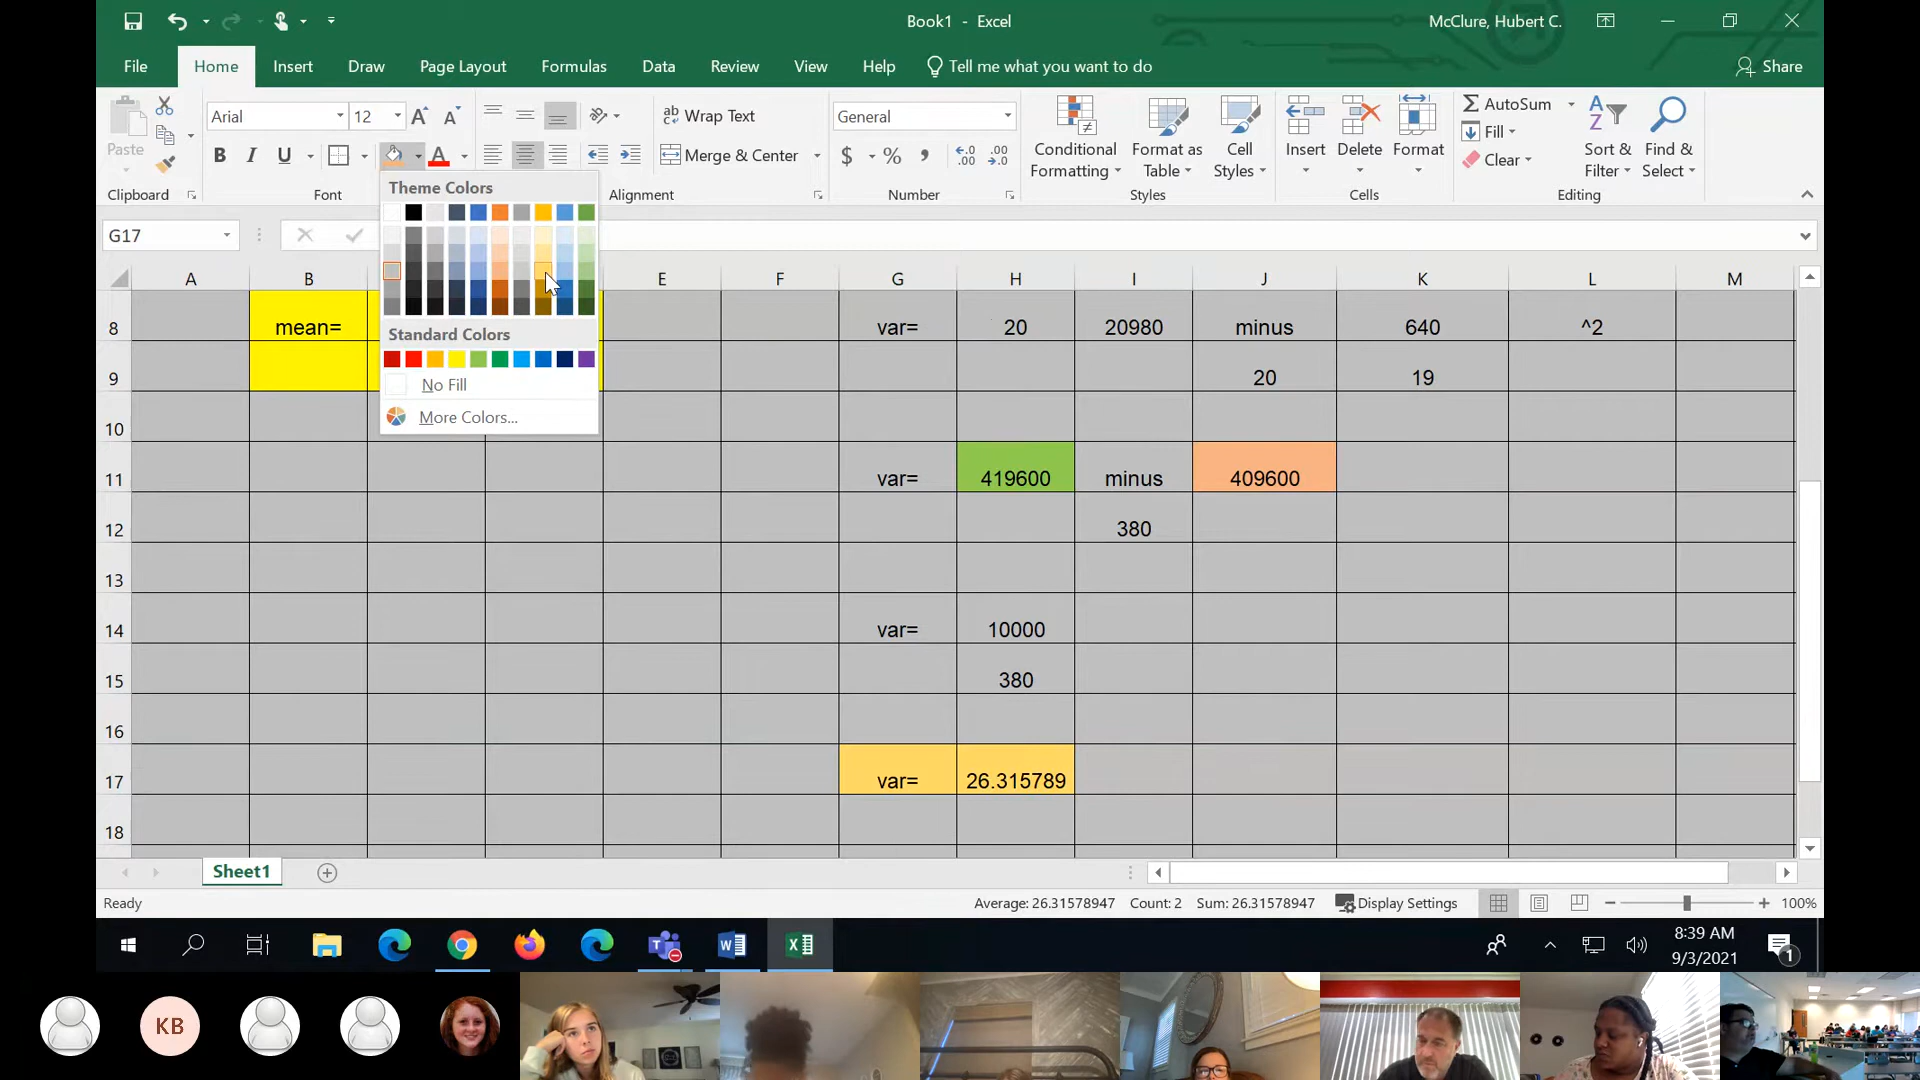 Book1 - Excel
McClure, Hubert C.
File Home Insert Draw Page Layout Formulas Data Review View Help Tell me what you want to do Share
Paste
Clipboard
Arial 12
B I U A
Font
Theme Colors
Standard Colors
No Fill
More Colors...
ab Wrap Text
Merge & Center
Alignment
General
$ % ,
Number
Conditional Formatting
Format as Table
Cell Styles
Styles
Insert Delete Format
Cells
AutoSum
Fill
Clear
Sort & Filter
Find & Select
Editing
G17
A B E F G H I J K L M
8 mean= var= 20 20980 minus 640 ^2
9 20 19
10
11 var= 419600 minus 409600
12 380
13
14 var= 10000
15 380
16
17 var= 26.315789
18
Sheet1
Ready Average: 26.31578947 Count: 2 Sum: 26.31578947 Display Settings 100%
8:39 AM
9/3/2021
1
KB